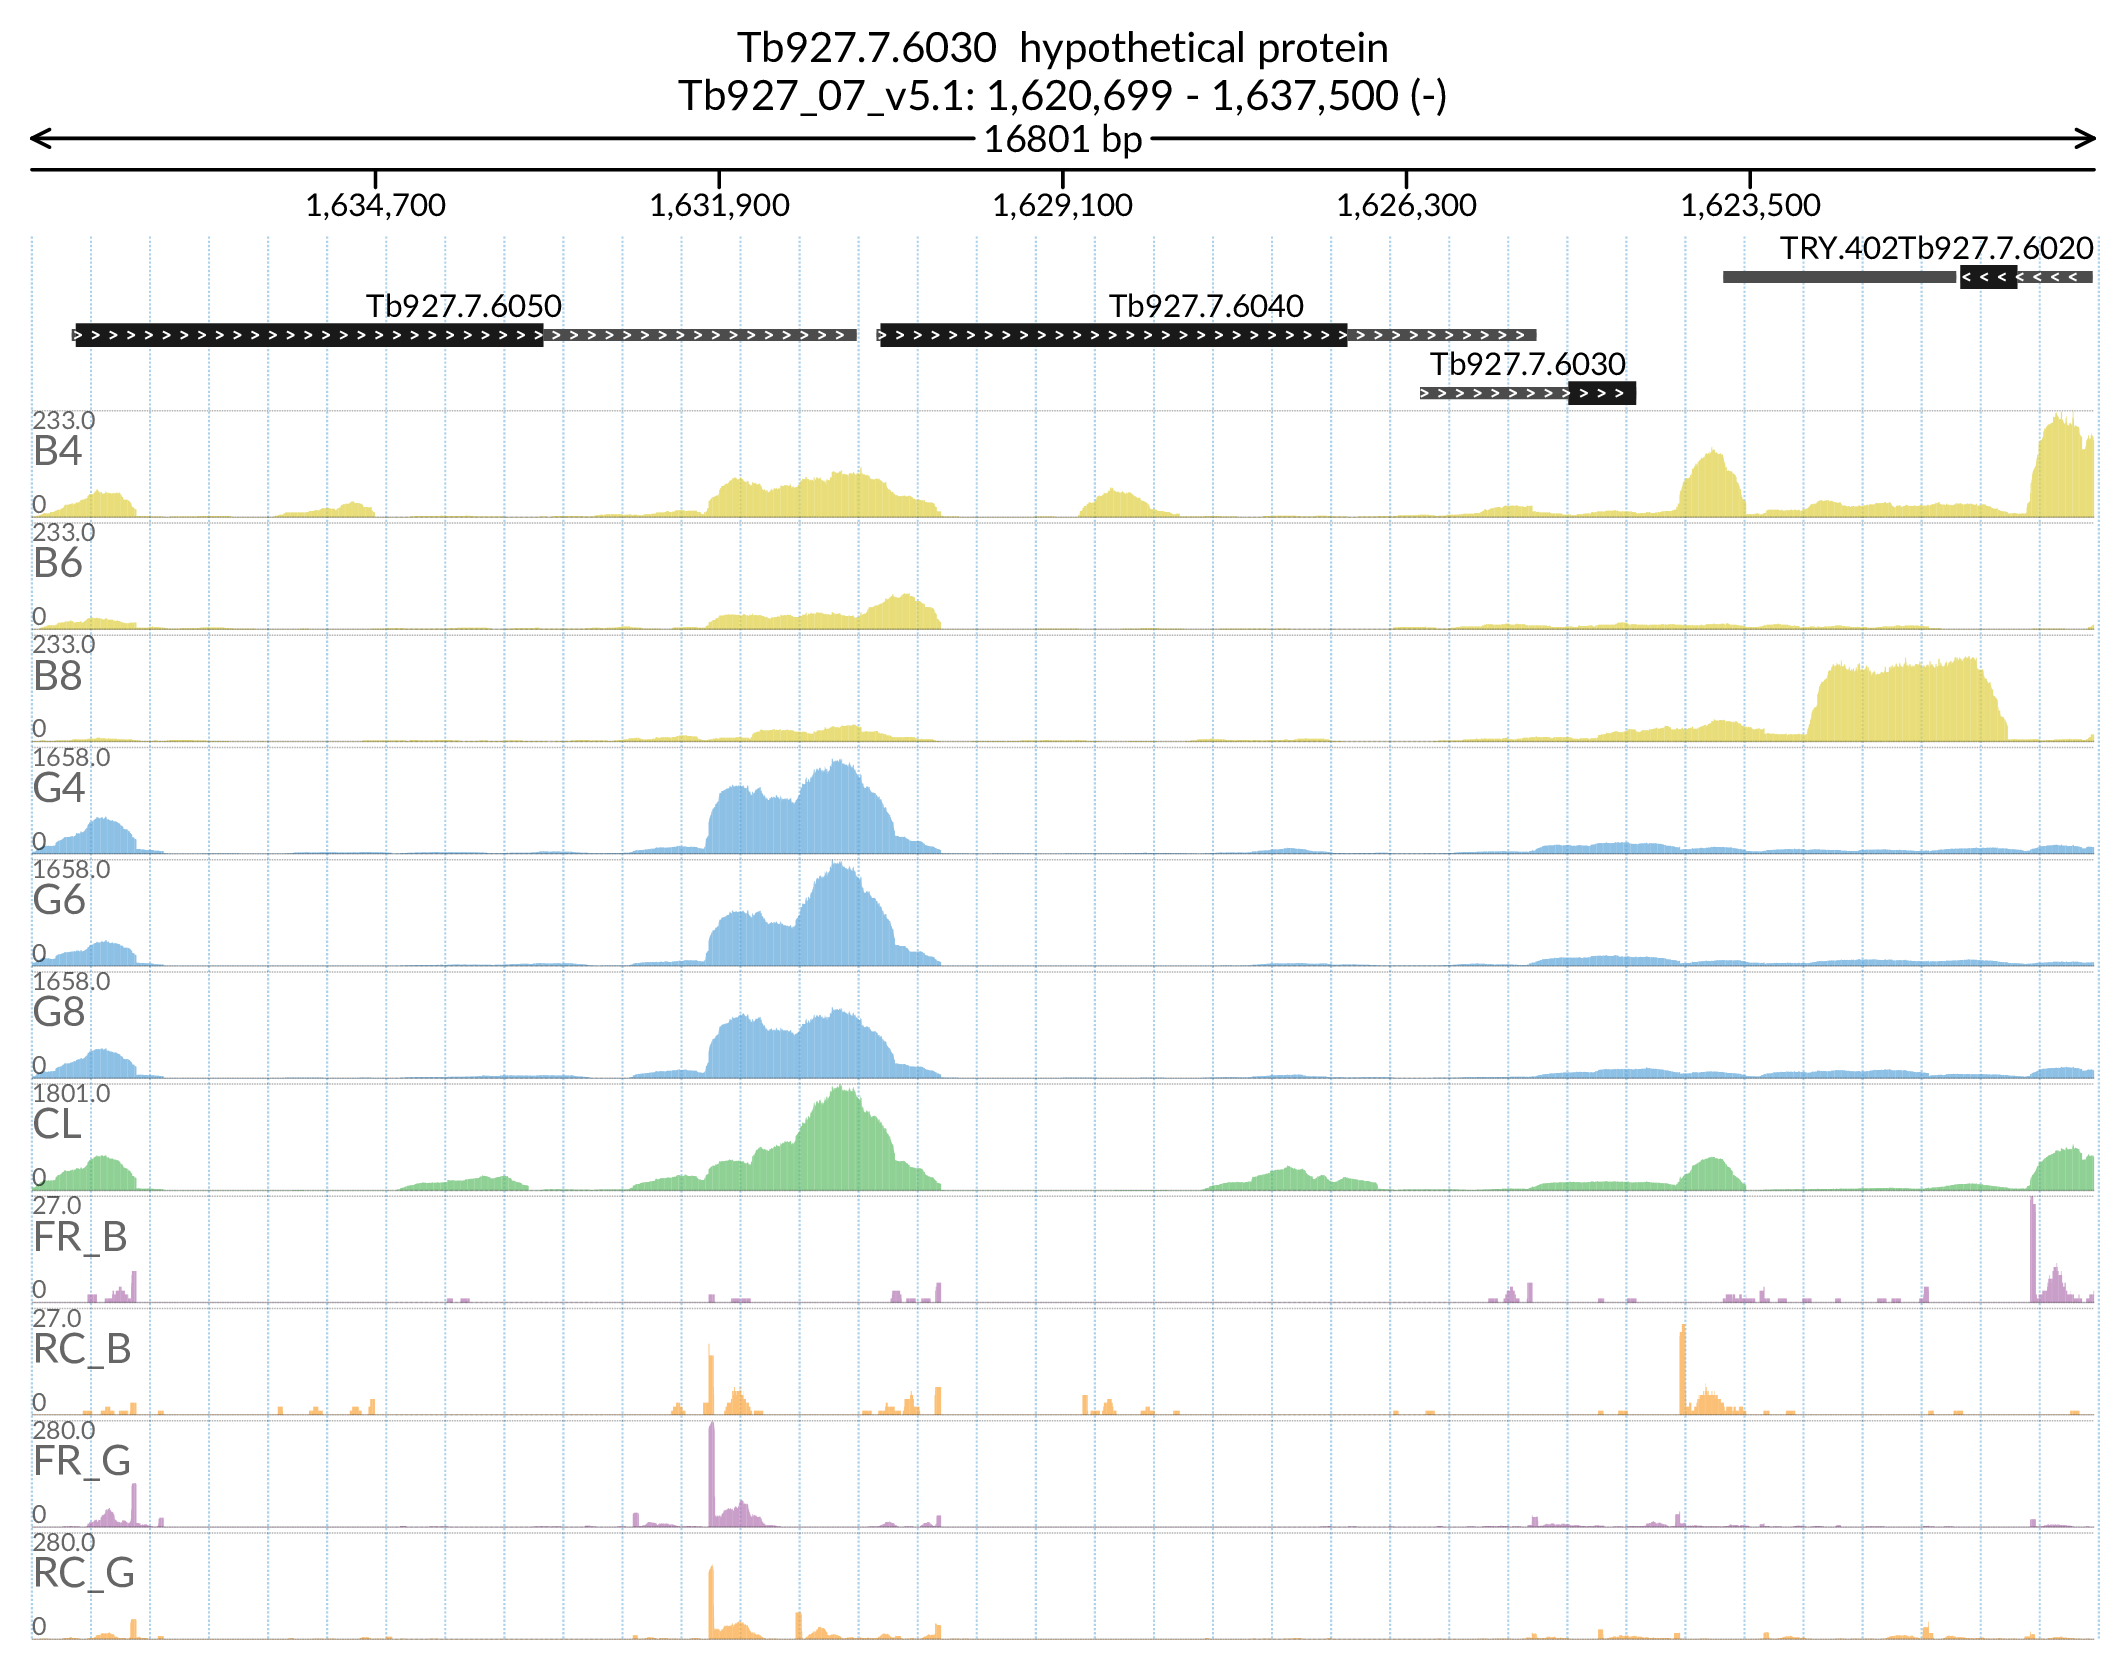 Tb927.7.6030 hypothetical protein
Tb927_07_v5.1: 1,620,699 - 1,637,500 (-)
16801 bp
1,634,700 1,631,900 1,629,100 1,626,300 1,623,500
TRY.402Tb927.7.6020
Tb927.7.6050 Tb927.7.6040
Tb927.7.6030
233.0
B4
0
233.0
B6
0
233.0
B8
0
1658.0
G4
0
1658.0
G6
0
1658.0
G8
0
1801.0
CL
0
27.0
FR_B
0
27.0
RC_B
0
280.0
FR_G
0
280.0
RC_G
0